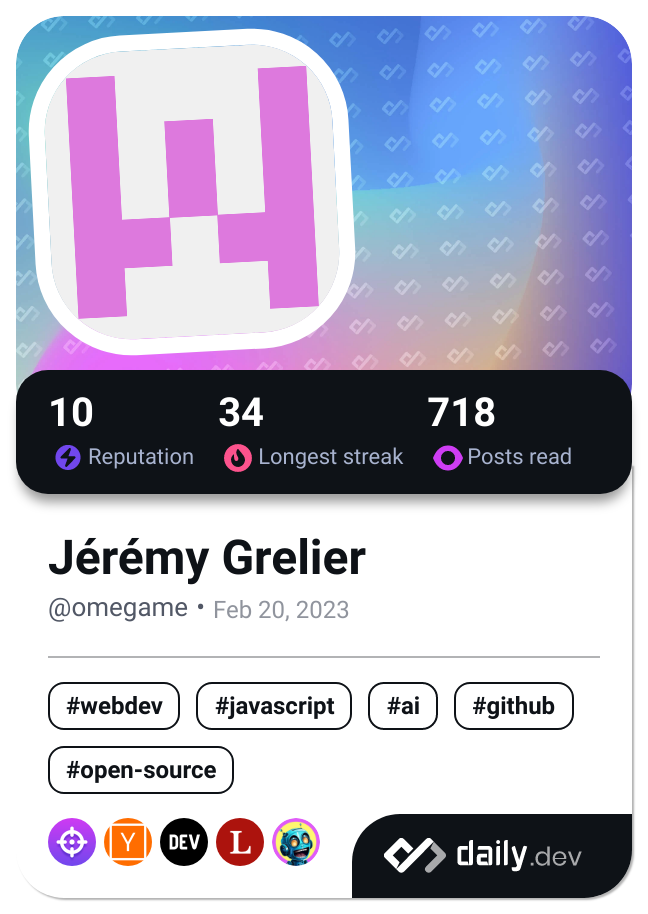 10 34 718
Reputation Longest streak Posts read
Jérémy Grelier
@omegame • Feb 20, 2023
#webdev #javascript #ai #github
#open-source
Y DEV L
daily.dev